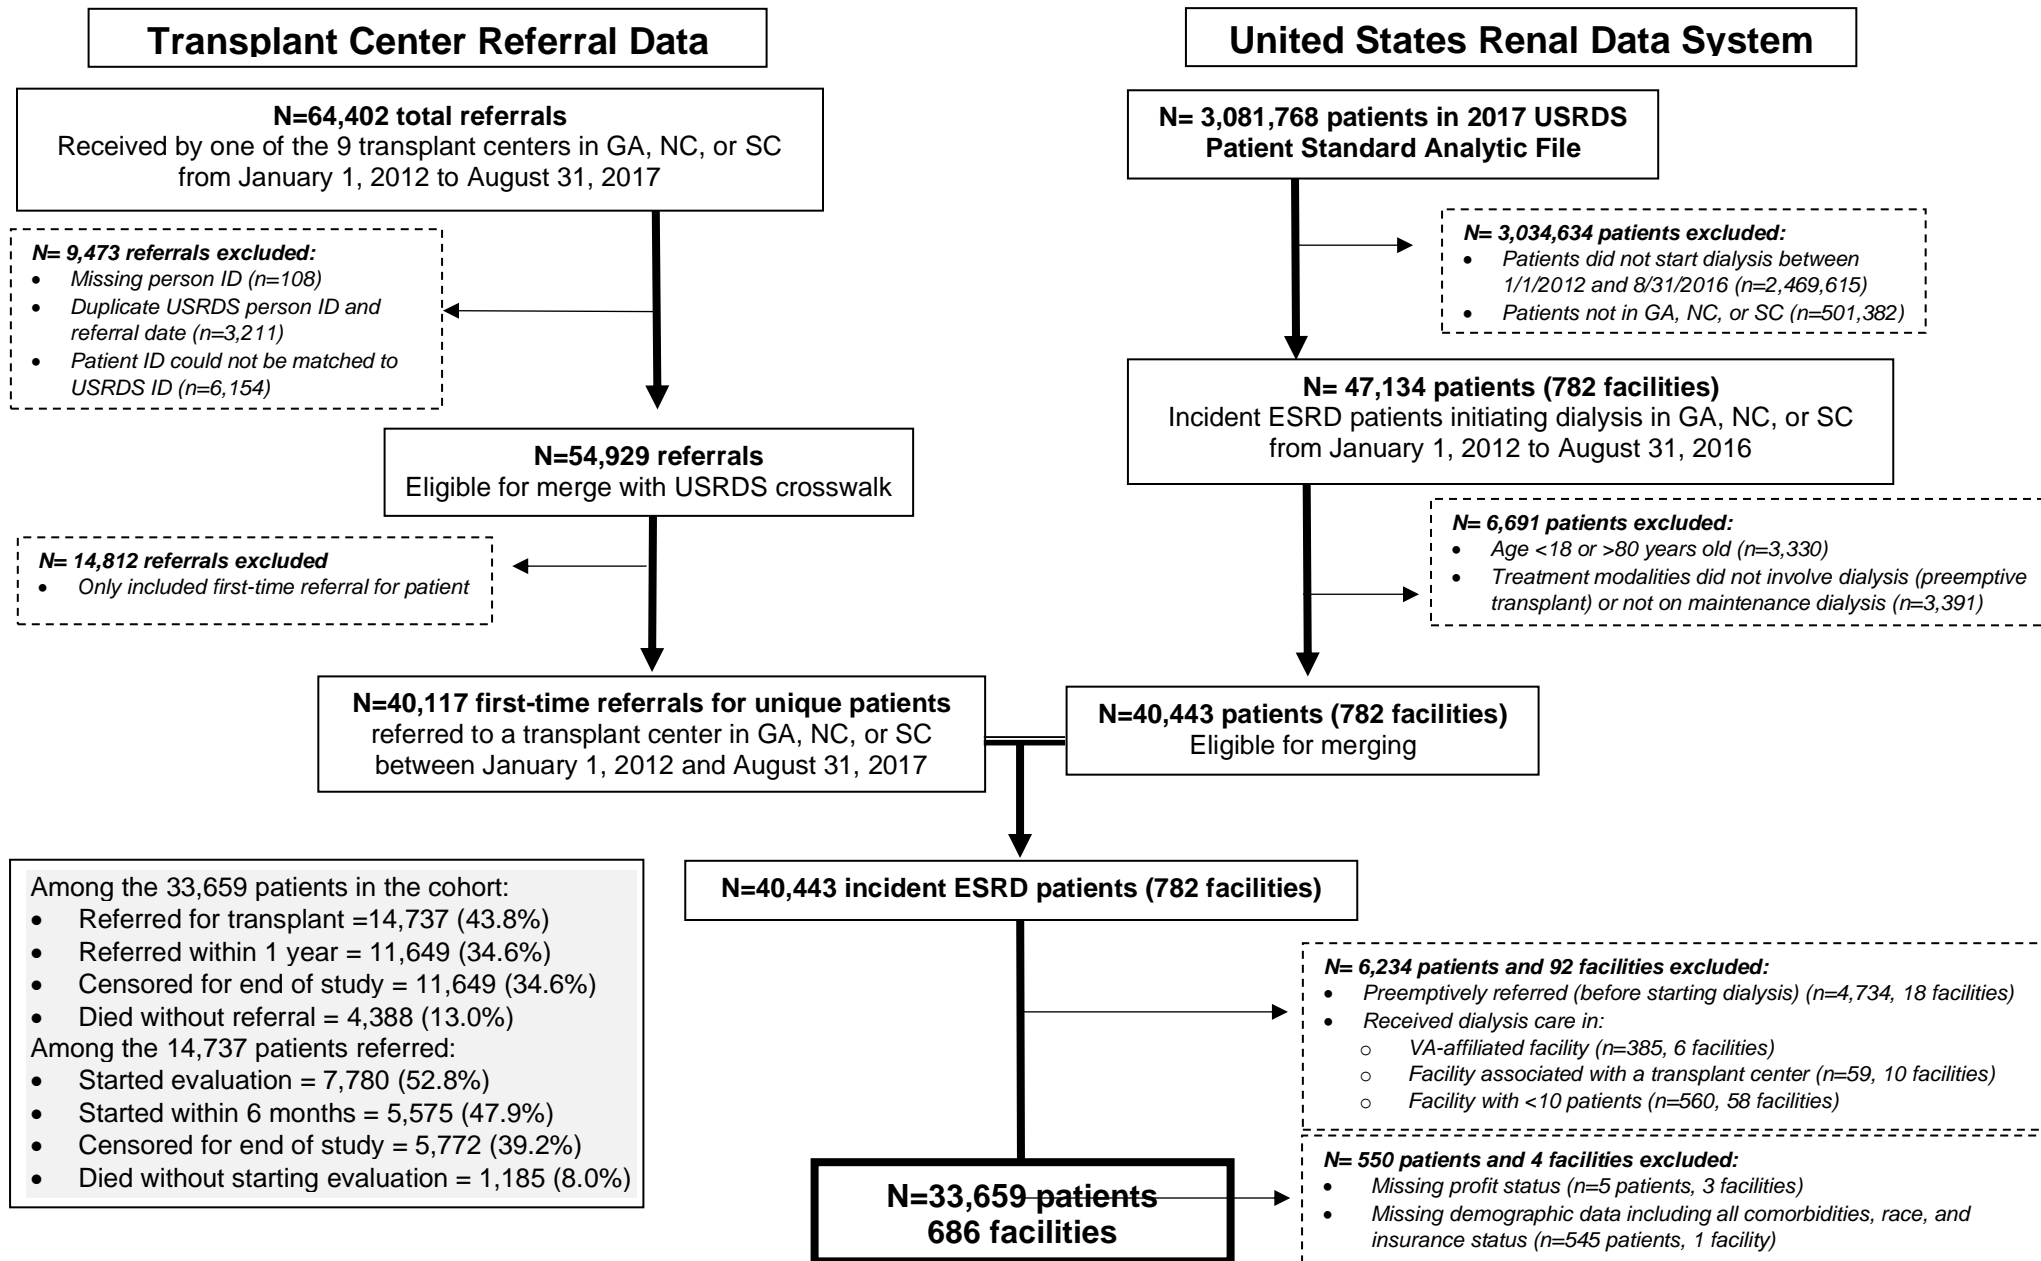 Transplant Center Referral Data
United States Renal Data System
N=64,402 total referrals
Received by one of the 9 transplant centers in GA, NC, or SC
from January 1, 2012 to August 31, 2017
N= 3,081,768 patients in 2017 USRDS
Patient Standard Analytic File
N= 9,473 referrals excluded:
• Missing person ID (n=108)
• Duplicate USRDS person ID and
referral date (n=3,211)
• Patient ID could not be matched to
USRDS ID (n=6,154)
N= 3,034,634 patients excluded:
• Patients did not start dialysis between
1/1/2012 and 8/31/2016 (n=2,469,615)
• Patients not in GA, NC, or SC (n=501,382)
N=54,929 referrals
Eligible for merge with USRDS crosswalk
N= 47,134 patients (782 facilities)
Incident ESRD patients initiating dialysis in GA, NC, or SC
from January 1, 2012 to August 31, 2016
N= 14,812 referrals excluded
• Only included first-time referral for patient
N= 6,691 patients excluded:
• Age <18 or >80 years old (n=3,330)
• Treatment modalities did not involve dialysis (preemptive
transplant) or not on maintenance dialysis (n=3,391)
N=40,117 first-time referrals for unique patients
referred to a transplant center in GA, NC, or SC
between January 1, 2012 and August 31, 2017
N=40,443 patients (782 facilities)
Eligible for merging
N=40,443 incident ESRD patients (782 facilities)
Among the 33,659 patients in the cohort:
• Referred for transplant =14,737 (43.8%)
• Referred within 1 year = 11,649 (34.6%)
• Censored for end of study = 11,649 (34.6%)
• Died without referral = 4,388 (13.0%)
Among the 14,737 patients referred:
• Started evaluation = 7,780 (52.8%)
• Started within 6 months = 5,575 (47.9%)
• Censored for end of study = 5,772 (39.2%)
• Died without starting evaluation = 1,185 (8.0%)
N= 6,234 patients and 92 facilities excluded:
• Preemptively referred (before starting dialysis) (n=4,734, 18 facilities)
• Received dialysis care in:
o VA-affiliated facility (n=385, 6 facilities)
o Facility associated with a transplant center (n=59, 10 facilities)
o Facility with <10 patients (n=560, 58 facilities)
N=33,659 patients
686 facilities
N= 550 patients and 4 facilities excluded:
• Missing profit status (n=5 patients, 3 facilities)
• Missing demographic data including all comorbidities, race, and
insurance status (n=545 patients, 1 facility)